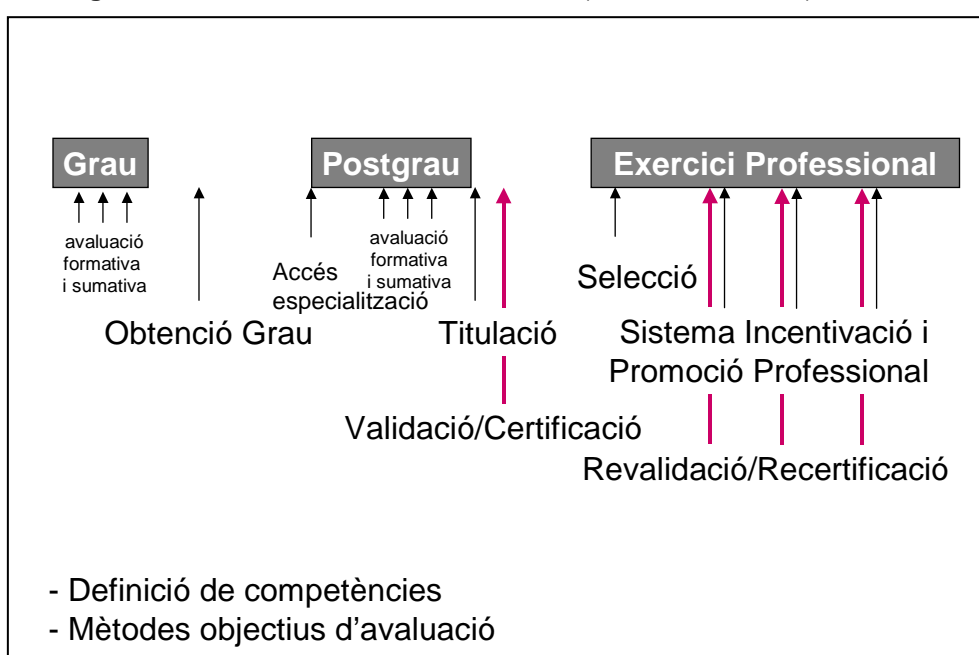 Grau
Postgrau
Exercici Professional
avaluació
formativa
i sumativa
Accés
especialització
avaluació
formativa
i sumativa
Selecció
Obtenció Grau
Titulació
Sistema Incentivació i
Promoció Professional
Validació/Certificació
Revalidació/Recertificació
- Definició de competències
- Mètodes objectius d'avaluació